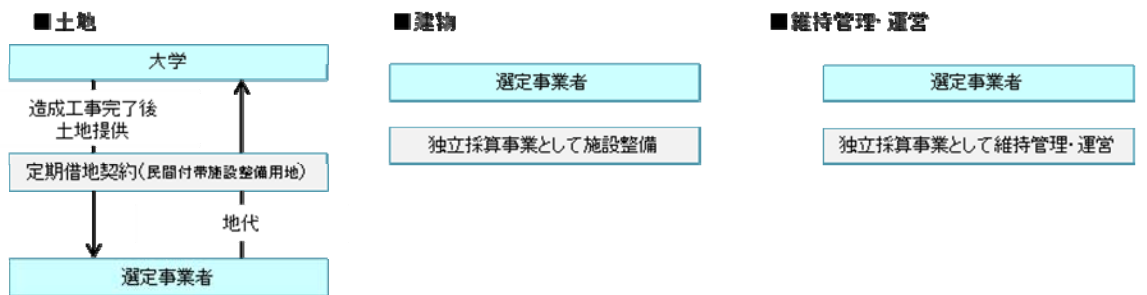 ■土地
大学
造成工事完了後
土地提供
定期借地契約(民間付帯施設整備用地)
地代
選定事業者
■建物
選定事業者
独立採算事業として施設整備
■維持管理・運営
選定事業者
独立採算事業として維持管理・運営